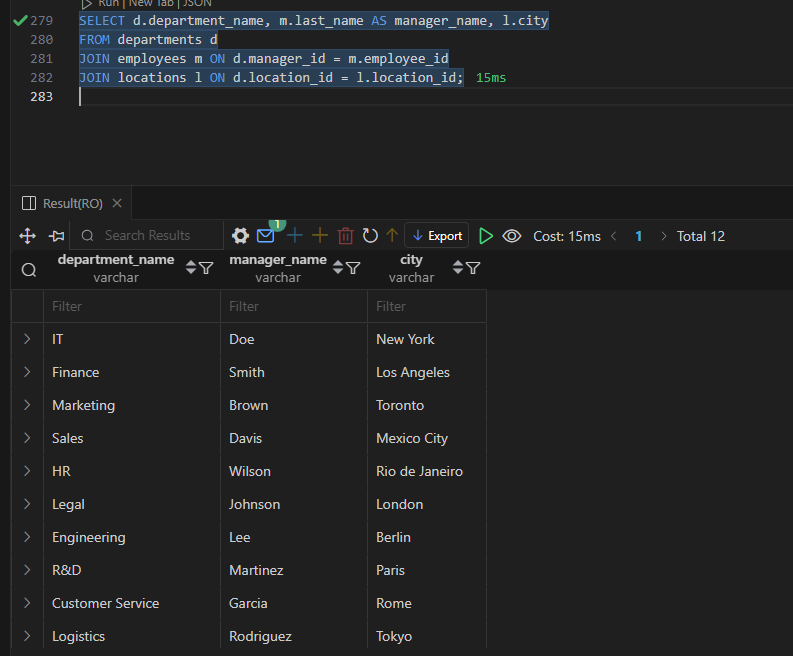 Run | New Tab | JSON
279 SELECT d.department_name, m.last_name AS manager_name, l.city
280 FROM departments d
281 JOIN employees m ON d.manager_id = m.employee_id
282 JOIN locations l ON d.location_id = l.location_id; 15ms
283
Result(RO)
Search Results 1 Export Cost: 15ms 1 Total 12
department_name manager_name city
varchar varchar varchar
Filter Filter Filter
IT Doe New York
Finance Smith Los Angeles
Marketing Brown Toronto
Sales Davis Mexico City
HR Wilson Rio de Janeiro
Legal Johnson London
Engineering Lee Berlin
R&D Martinez Paris
Customer Service Garcia Rome
Logistics Rodriguez Tokyo